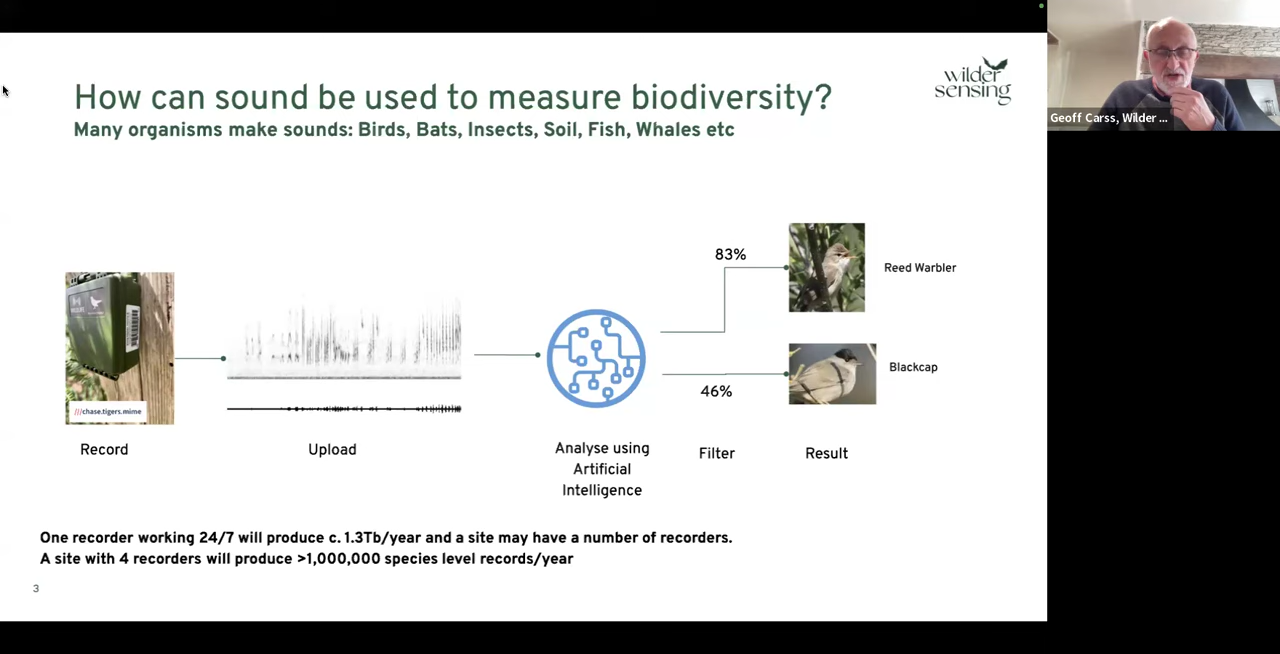 How can sound be used to measure biodiversity?
Many organisms make sounds: Birds, Bats, Insects, Soil, Fish, Whales etc
wilder
sensing
Geoff Carss, Wilder ...
83%
Reed Warbler
Blackcap
46%
///chase.tigers.mime
Record
Upload
Analyse using
Artificial
Intelligence
Filter
Result
One recorder working 24/7 will produce c. 1.3Tb/year and a site may have a number of recorders.
A site with 4 recorders will produce >1,000,000 species level records/year
3